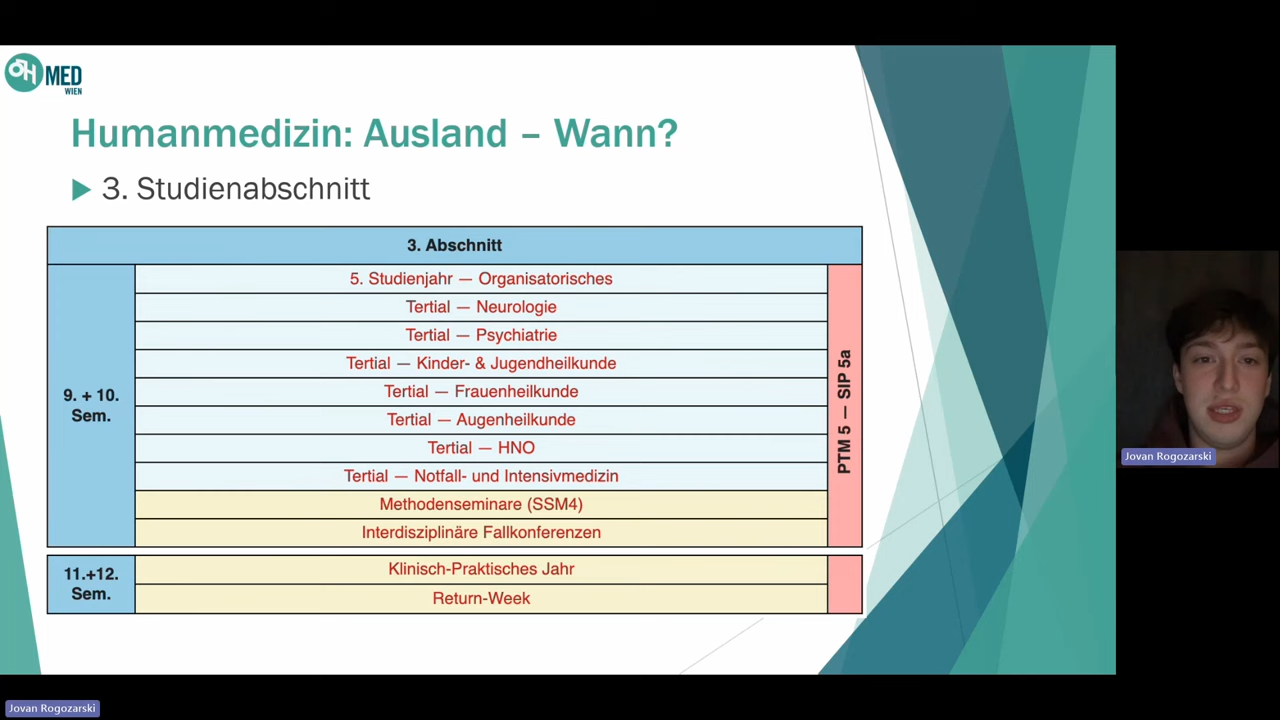 ÖH MED
WIEN
Humanmedizin: Ausland – Wann?
3. Studienabschnitt
3. Abschnitt
9. + 10.
Sem.
5. Studienjahr — Organisatorisches
Tertial — Neurologie
Tertial — Psychiatrie
Tertial — Kinder- & Jugendheilkunde
Tertial — Frauenheilkunde
Tertial — Augenheilkunde
Tertial — HNO
Tertial — Notfall- und Intensivmedizin
Methodenseminare (SSM4)
Interdisziplinäre Fallkonferenzen
PTM 5 — SIP 5a
11.+12.
Sem.
Klinisch-Praktisches Jahr
Return-Week
Jovan Rogozarski
Jovan Rogozarski